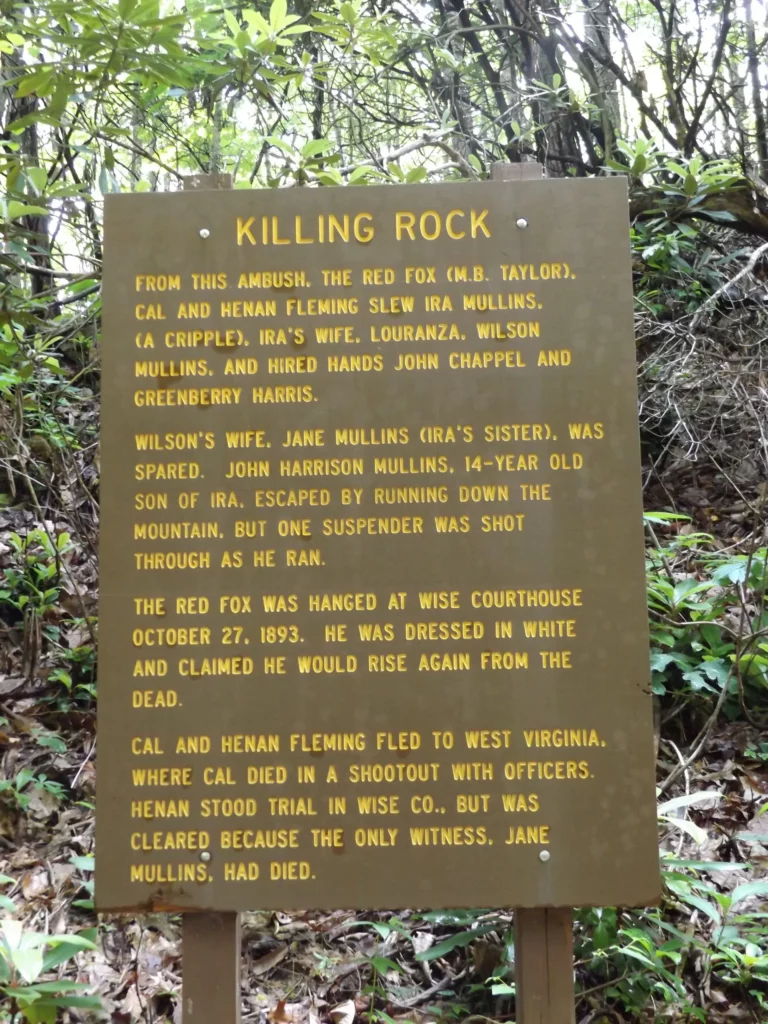 KILLING ROCK
FROM THIS AMBUSH, THE RED FOX (M.B. TAYLOR),
CAL AND HENAN FLEMING SLEW IRA MULLINS,
(A CRIPPLE), IRA'S WIFE, LOURANZA, WILSON
MULLINS, AND HIRED HANDS JOHN CHAPPEL AND
GREENBERRY HARRIS.
WILSON'S WIFE, JANE MULLINS (IRA'S SISTER), WAS
SPARED. JOHN HARRISON MULLINS, 14-YEAR OLD
SON OF IRA, ESCAPED BY RUNNING DOWN THE
MOUNTAIN, BUT ONE SUSPENDER WAS SHOT
THROUGH AS HE RAN.
THE RED FOX WAS HANGED AT WISE COURTHOUSE
OCTOBER 27, 1893. HE WAS DRESSED IN WHITE
AND CLAIMED HE WOULD RISE AGAIN FROM THE
DEAD.
CAL AND HENAN FLEMING FLED TO WEST VIRGINIA,
WHERE CAL DIED IN A SHOOTOUT WITH OFFICERS.
HENAN STOOD TRIAL IN WISE CO., BUT WAS
CLEARED BECAUSE THE ONLY WITNESS, JANE
MULLINS, HAD DIED.